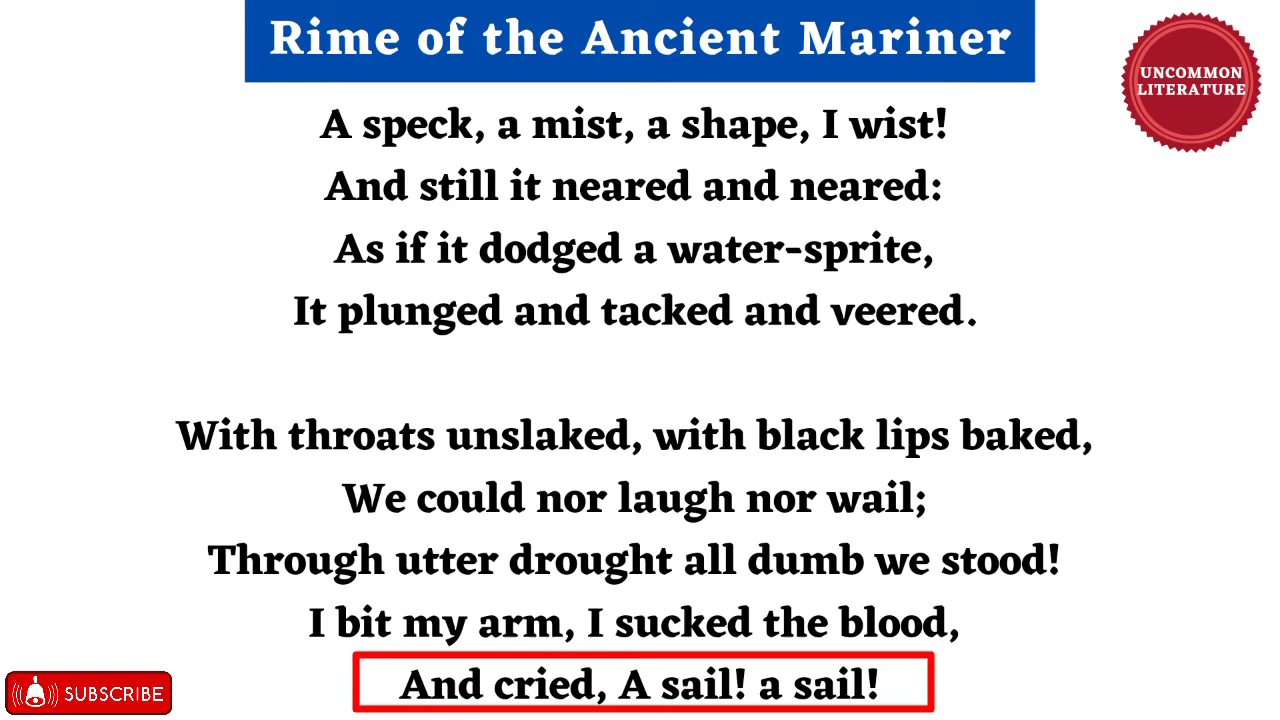 Rime of the Ancient Mariner
UNCOMMON
LITERATURE
A speck, a mist, a shape, I wist!
And still it neared and neared:
As if it dodged a water-sprite,
It plunged and tacked and veered.
With throats unslaked, with black lips baked,
We could nor laugh nor wail;
Through utter drought all dumb we stood!
I bit my arm, I sucked the blood,
And cried, A sail! a sail!
SUBSCRIBE